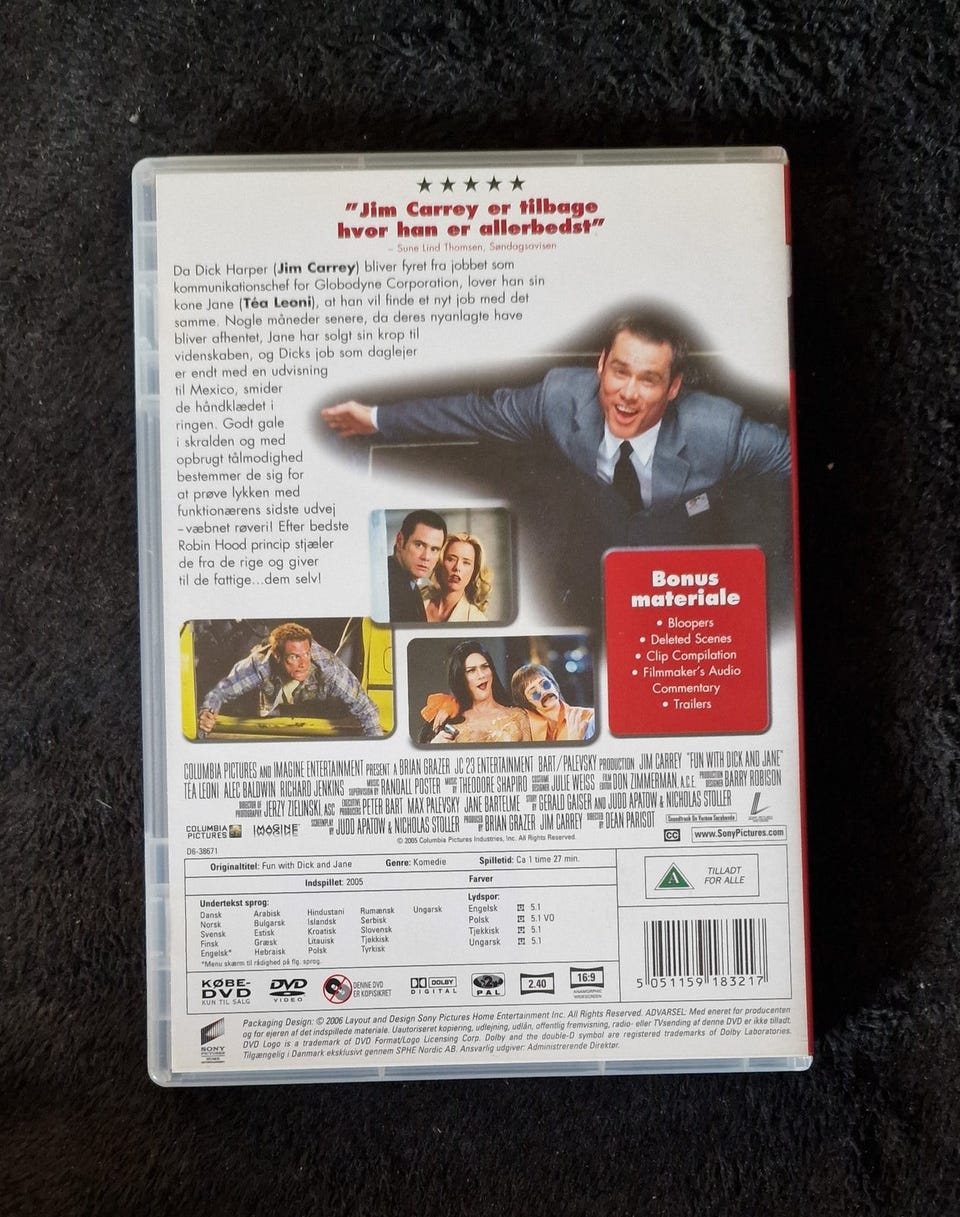 ★★★★★
"Jim Carrey er tilbage
hvor han er allerbedst"
– Sune Lind Thomsen, Søndagsavisen
Da Dick Harper (Jim Carrey) bliver fyret fra jobbet som
kommunikationschef for Globodyne Corporation, lover han sin
kone Jane (Téa Leoni), at han vil finde et nyt job med det
samme. Nogle måneder senere, da deres nyanlagte have
bliver afhentet, Jane har solgt sin krop til
videnskaben, og Dicks job som daglejer
er endt med en udvisning
til Mexico, smider
de håndklædet i
ringen. Godt gale
i skralden og med
opbrugt tålmodighed
bestemmer de sig for
at prøve lykken med
funktionærens sidste udvej
–væbnet røveri! Efter bedste
Robin Hood princip stjæler
de fra de rige og giver
til de fattige...dem selv!
Bonus
materiale
• Bloopers
• Deleted Scenes
• Clip Compilation
• Filmmaker's Audio
Commentary
• Trailers
COLUMBIA PICTURES AND IMAGINE ENTERTAINMENT PRESENT A BRIAN GRAZER JC 23 ENTERTAINMENT BART/PALEVSKY PRODUCTION JIM CARREY "FUN WITH DICK AND JANE"
TÉA LEONI ALEC BALDWIN RICHARD JENKINS MUSIC SUPERVISION BY RANDALL POSTER MUSIC BY THEODORE SHAPIRO COSTUME DESIGNER JULIE WEISS FILM EDITOR DON ZIMMERMAN, A.C.E. PRODUCTION DESIGNER BARRY ROBISON
DIRECTOR OF PHOTOGRAPHY JERZY ZIELINSKI, ASC EXECUTIVE PRODUCERS PETER BART MAX PALEVSKY JANE BARTELME STORY BY GERALD GAISER AND JUDD APATOW & NICHOLAS STOLLER
SCREENPLAY BY JUDD APATOW & NICHOLAS STOLLER PRODUCED BY BRIAN GRAZER JIM CARREY DIRECTED BY DEAN PARISOT
Soundtrack On Varese Sarabande
COLUMBIA PICTURES
IMAGINE
© 2005 Columbia Pictures Industries, Inc. All Rights Reserved.
CC
www.SonyPictures.com
D6-38671
Originaltitel: Fun with Dick and Jane Genre: Komedie Spilletid: Ca 1 time 27 min.
Indspillet: 2005 Farver
Undertekst sprog:
Dansk Arabisk Hindustani Rumænsk Ungarsk
Norsk Bulgarsk Islandsk Serbisk
Svensk Estisk Kroatisk Slovensk
Finsk Græsk Litauisk Tjekkisk
Engelsk* Hebraisk Polsk Tyrkisk
*Menu skærm til rådighed på flg. sprog.
Lydspor:
Engelsk 5.1
Polsk 5.1 VO
Tjekkisk 5.1
Ungarsk 5.1
A
TILLADT
FOR ALLE
5 051159 183217
KØBE-
DVD
KUN TIL SALG
DVD
VIDEO
DENNE DVD
ER KOPISIKRET
DOLBY
DIGITAL
2
PAL
2.40
16:9
ANAMORPHIC
WIDESCREEN
SONY
PICTURES
Packaging Design: © 2006 Layout and Design Sony Pictures Home Entertainment Inc. All Rights Reserved. ADVARSEL: Med eneret for producenten
og for ejeren af det indspillede materiale. Uautoriseret kopiering, udlejning, udlån, offentlig fremvisning, radio- eller TVsending af denne DVD er ikke tilladt.
DVD Logo is a trademark of DVD Format/Logo Licensing Corp. Dolby and the double-D symbol are registered trademarks of Dolby Laboratories.
Tilgængelig i Danmark eksklusivt gennem SPHE Nordic AB. Ansvarlig udgiver: Administrerende Direktør.